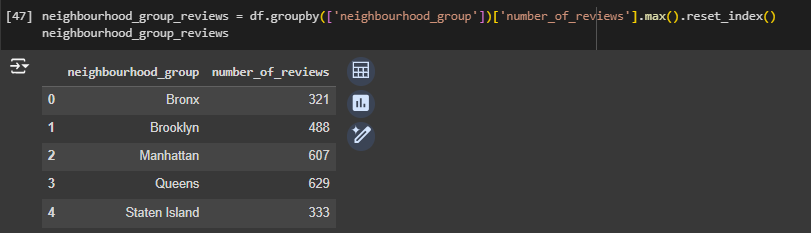 [47] neighbourhood_group_reviews = df.groupby(['neighbourhood_group'])['number_of_reviews'].max().reset_index()
neighbourhood_group_reviews
neighbourhood_group number_of_reviews
0 Bronx 321
1 Brooklyn 488
2 Manhattan 607
3 Queens 629
4 Staten Island 333